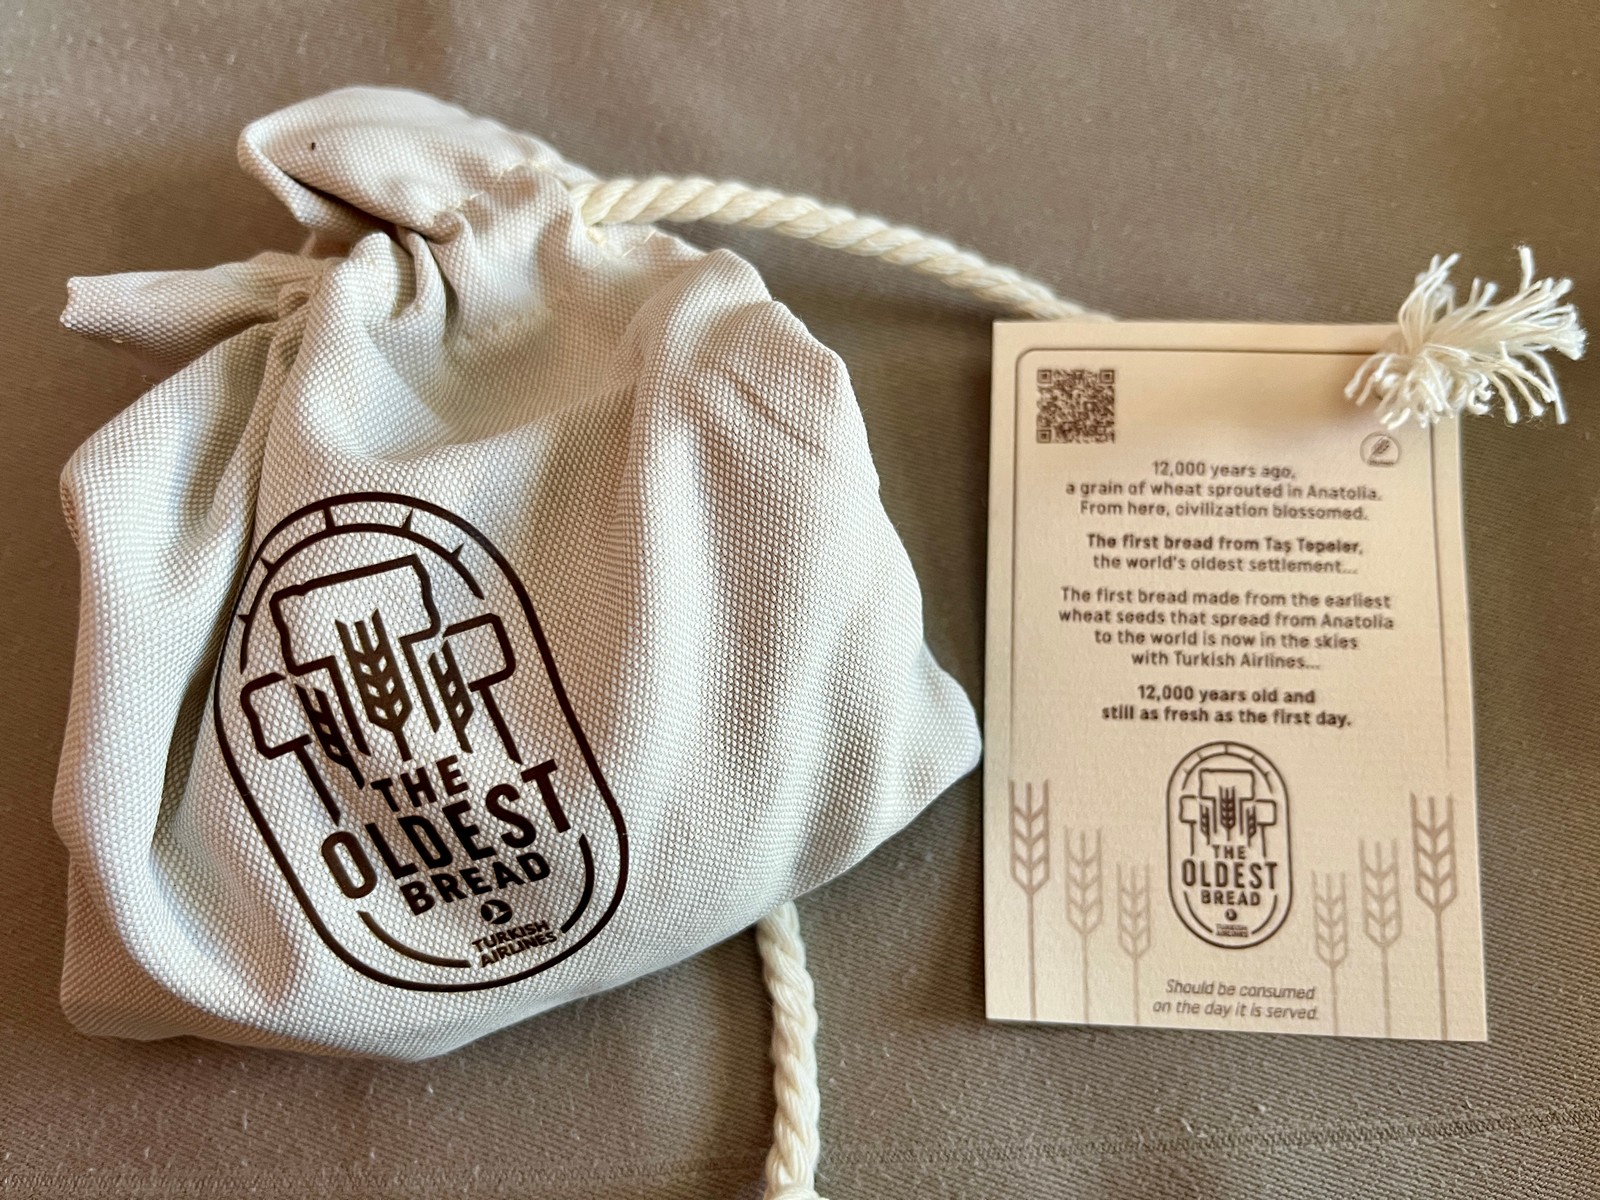 THE
OLDEST
BREAD
TURKISH
AIRLINES
12,000 years ago,
a grain of wheat sprouted in Anatolia.
From here, civilization blossomed.
The first bread from Taş Tepeler,
the world's oldest settlement...
The first bread made from the earliest
wheat seeds that spread from Anatolia
to the world is now in the skies
with Turkish Airlines...
12,000 years old and
still as fresh as the first day.
THE
OLDEST
BREAD
TURKISH
AIRLINES
Should be consumed
on the day it is served.